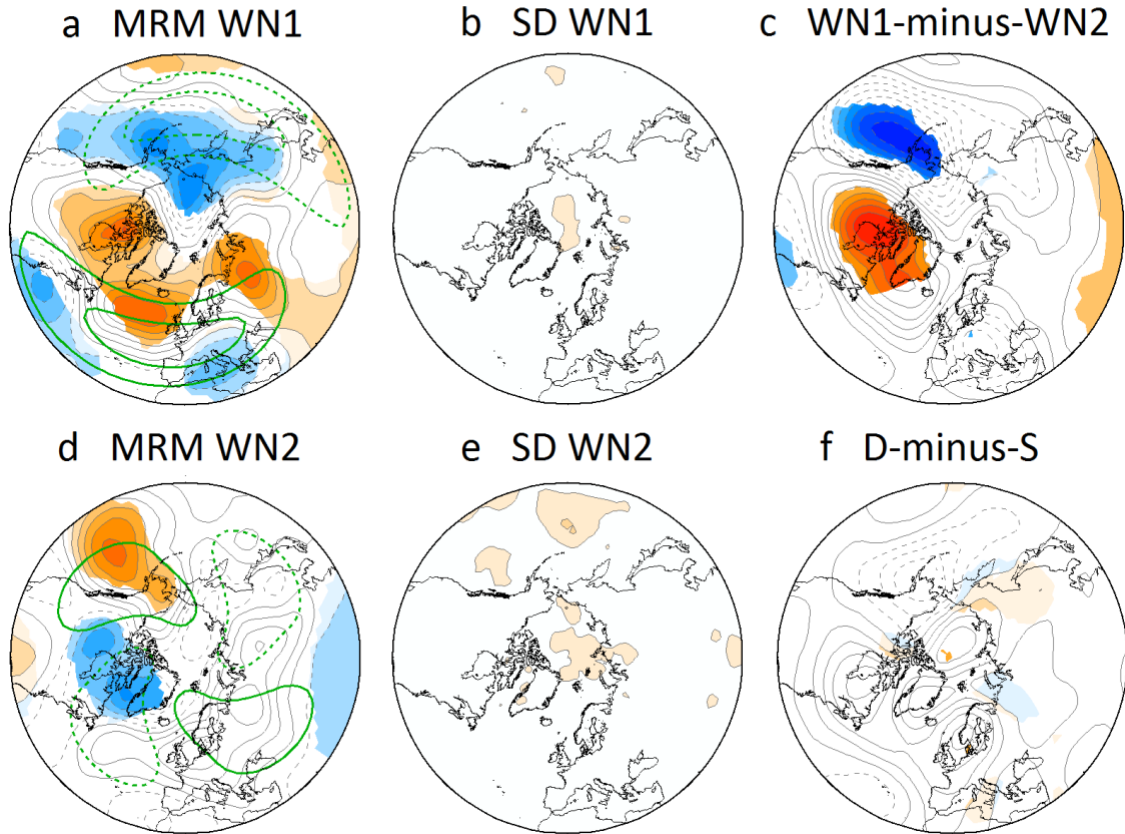 a MRM WN1
b SD WN1
c WN1-minus-WN2
d MRM WN2
e SD WN2
f D-minus-S